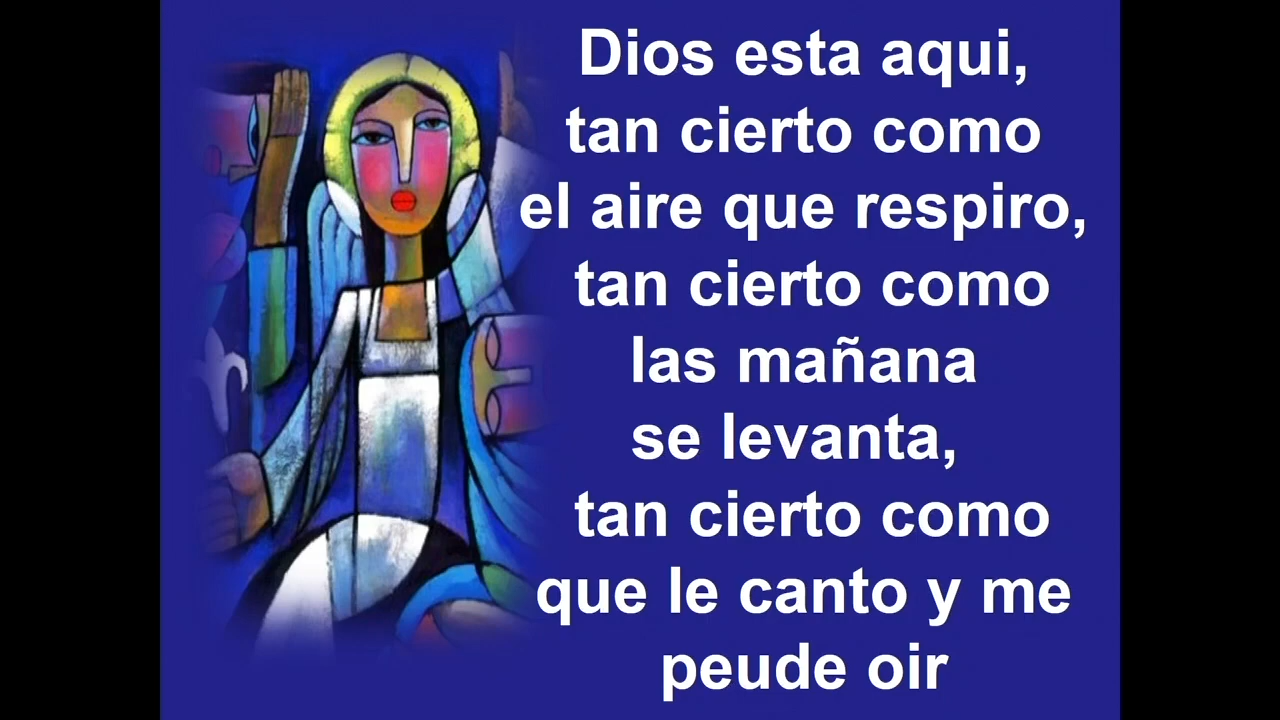 Dios esta aqui,
tan cierto como
el aire que respiro,
tan cierto como
las mañana
se levanta,
tan cierto como
que le canto y me
peude oir